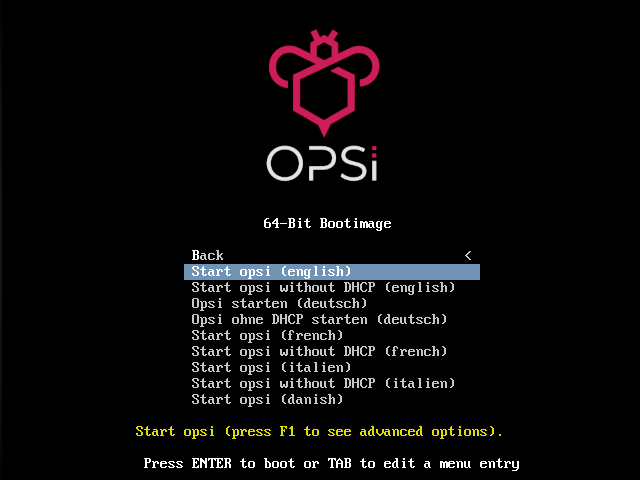 OPSi
64-Bit Bootimage
Back <
Start opsi (english)
Start opsi without DHCP (english)
Opsi starten (deutsch)
Opsi ohne DHCP starten (deutsch)
Start opsi (french)
Start opsi without DHCP (french)
Start opsi (italien)
Start opsi without DHCP (italien)
Start opsi (danish)
Start opsi (press F1 to see advanced options).
Press ENTER to boot or TAB to edit a menu entry